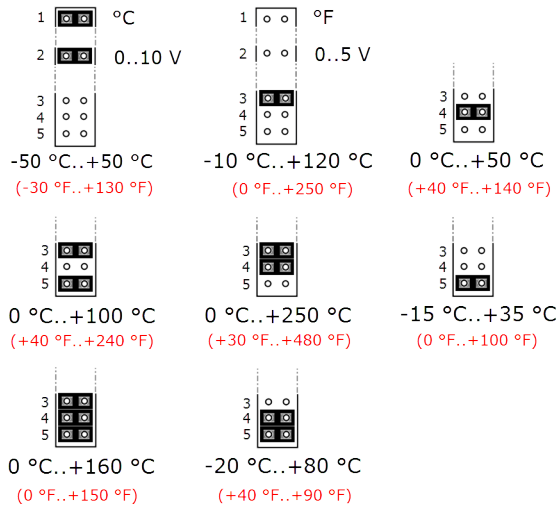 1 °C
2 0..10 V
3
4
5
-50 °C..+50 °C
(-30 °F..+130 °F)
1 °F
2 0..5 V
3
4
5
-10 °C..+120 °C
(0 °F..+250 °F)
3
4
5
0 °C..+50 °C
(+40 °F..+140 °F)
3
4
5
0 °C..+100 °C
(+40 °F..+240 °F)
3
4
5
0 °C..+250 °C
(+30 °F..+480 °F)
3
4
5
-15 °C..+35 °C
(0 °F..+100 °F)
3
4
5
0 °C..+160 °C
(0 °F..+150 °F)
3
4
5
-20 °C..+80 °C
(+40 °F..+90 °F)